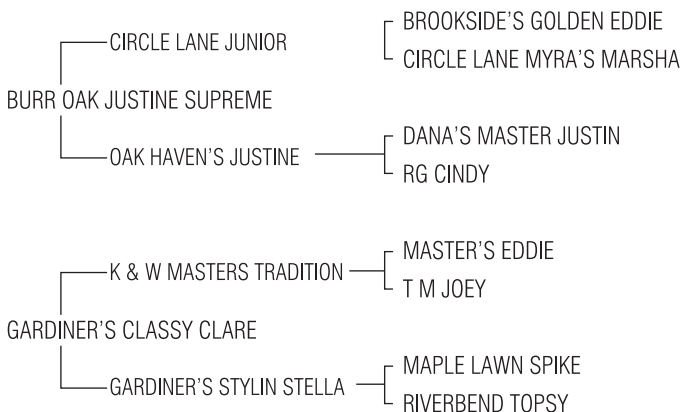 BROOKSIDE’S GOLDEN EDDIE
CIRCLE LANE JUNIOR
CIRCLE LANE MYRA’S MARSHA
BURR OAK JUSTINE SUPREME
DANA’S MASTER JUSTIN
OAK HAVEN’S JUSTINE
RG CINDY
MASTER’S EDDIE
K & W MASTERS TRADITION
T M JOEY
GARDINER’S CLASSY CLARE
MAPLE LAWN SPIKE
GARDINER’S STYLIN STELLA
RIVERBEND TOPSY